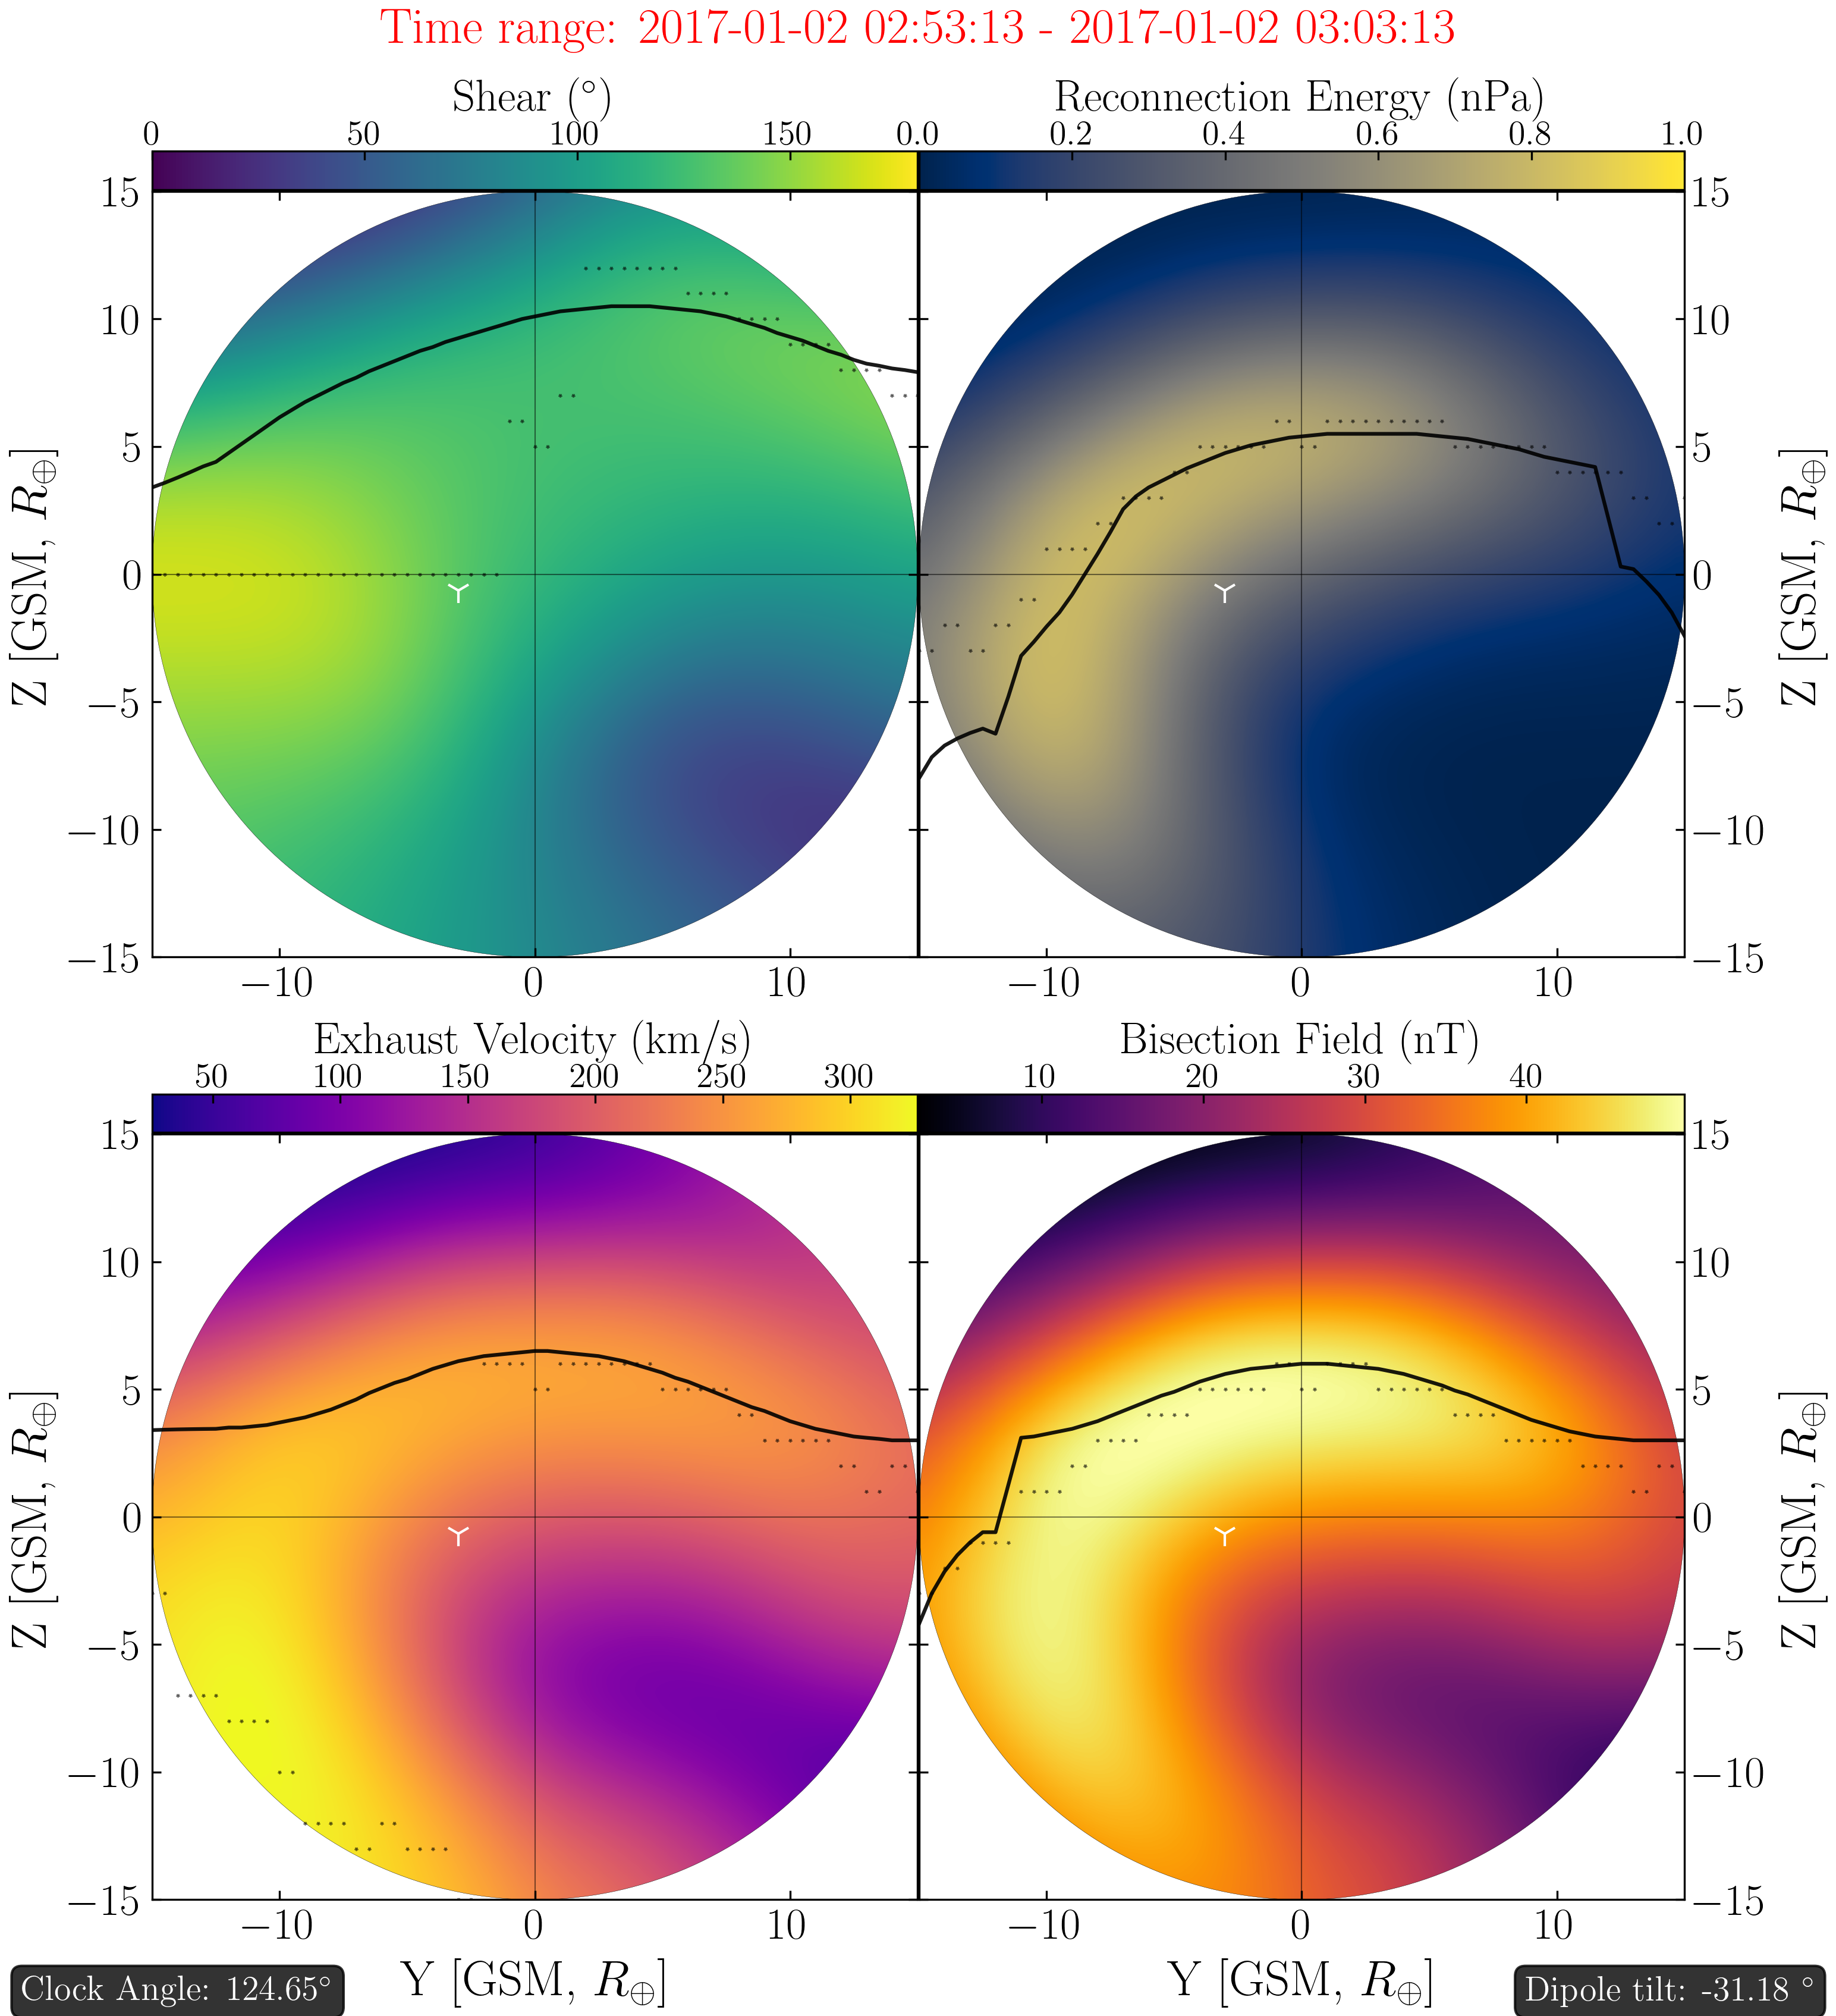 Time range: 2017-01-02 02:53:13 - 2017-01-02 03:03:13
Shear (°)
Reconnection Energy (nPa)
0 50 100 150
0.0 0.2 0.4 0.6 0.8 1.0
15 15
10 10
5 5
0 0
−5 −5
−10 −10
−15 −15
Z [GSM, R⊕]
Z [GSM, R⊕]
−10 0 10
−10 0 10
Exhaust Velocity (km/s)
Bisection Field (nT)
50 100 150 200 250 300
10 20 30 40
15 15
10 10
5 5
0 0
−5 −5
−10 −10
−15 −15
Z [GSM, R⊕]
Z [GSM, R⊕]
−10 0 10
−10 0 10
Y [GSM, R⊕]
Y [GSM, R⊕]
Clock Angle: 124.65°
Dipole tilt: -31.18 °